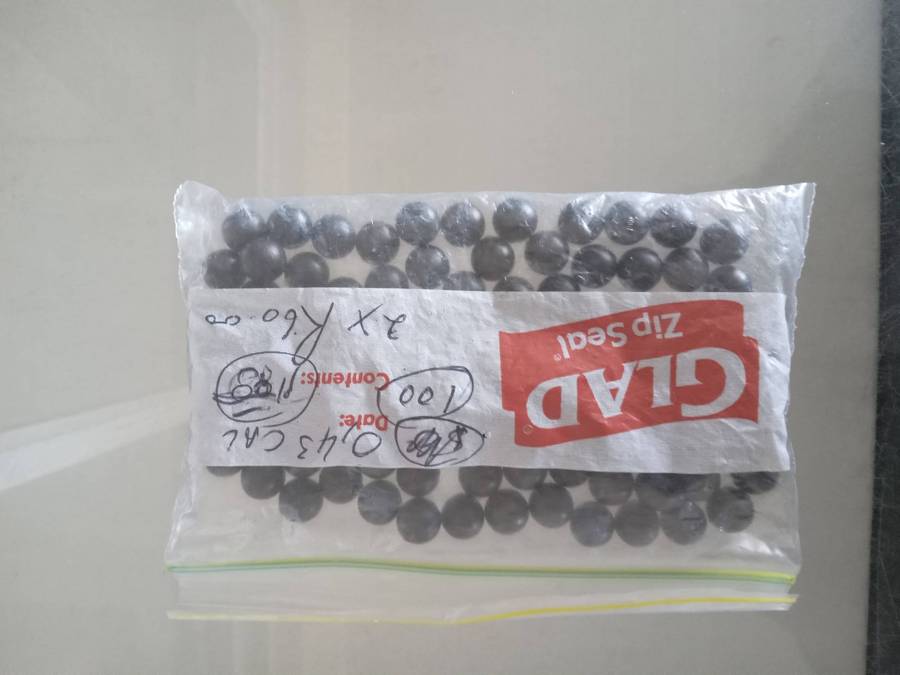 0,43 CAL
Date:
100
Contents:
2 X R60.00
GLAD®
Zip Seal®